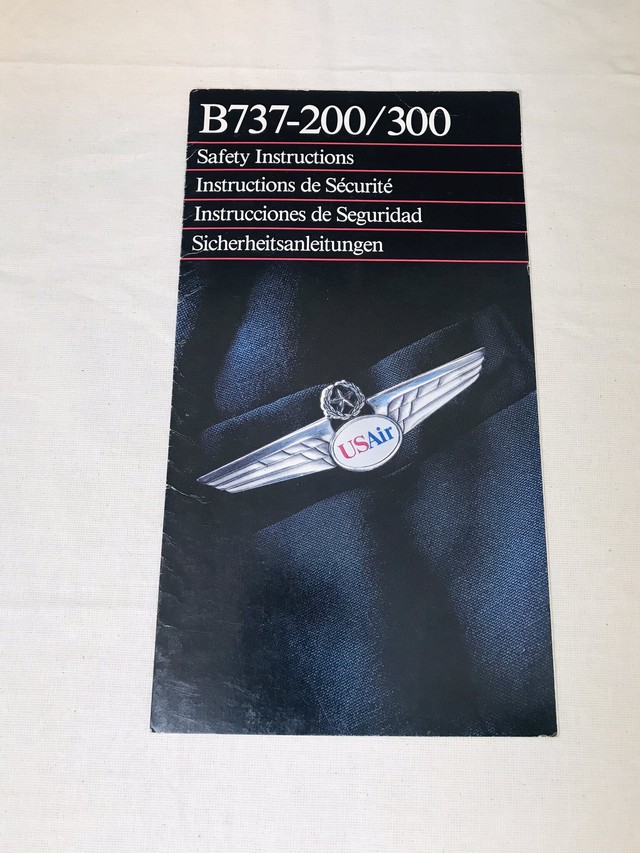 B737-200/300
Safety Instructions
Instructions de Sécurité
Instrucciones de Seguridad
Sicherheitsanleitungen
USAir